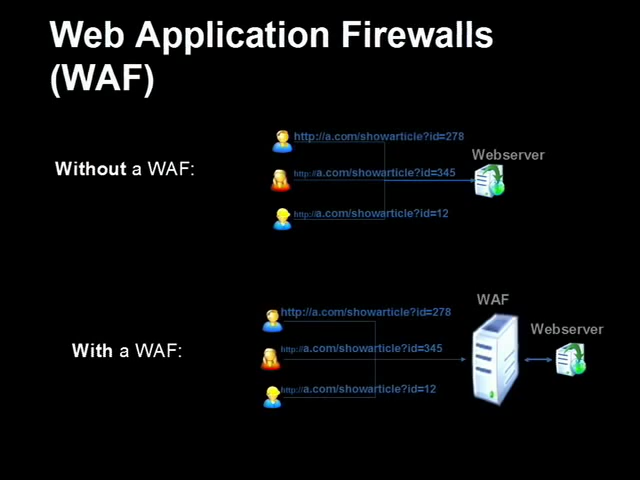 Web Application Firewalls
(WAF)
http://a.com/showarticle?id=278
Webserver
Without a WAF:
http://a.com/showarticle?id=345
http://a.com/showarticle?id=12
WAF
http://a.com/showarticle?id=278
Webserver
With a WAF:
http://a.com/showarticle?id=345
http://a.com/showarticle?id=12